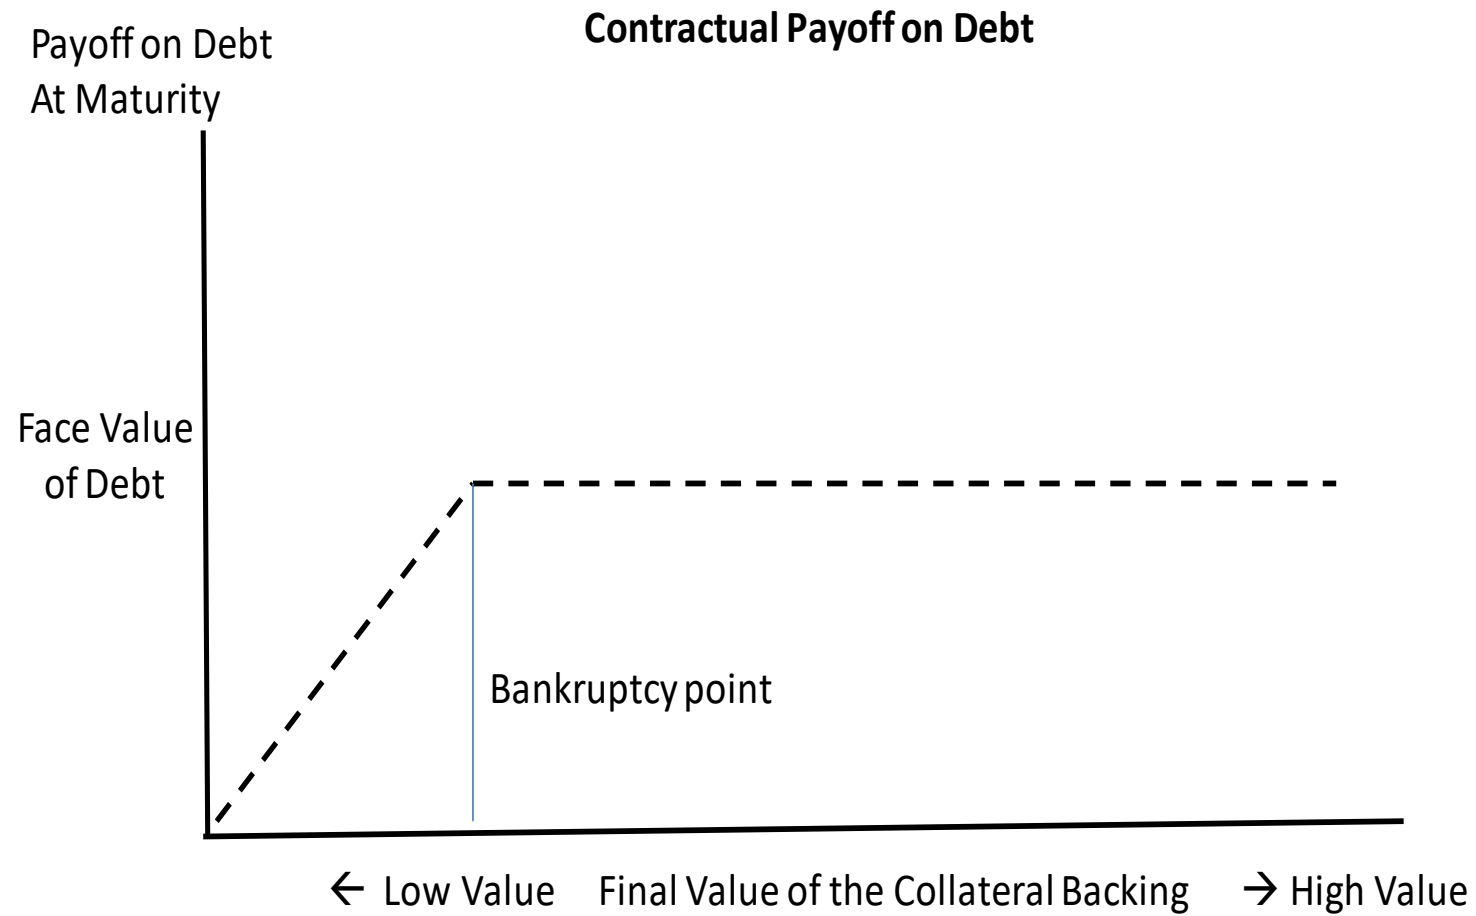 Contractual Payoff on Debt
Payoff on Debt
At Maturity
Face Value
of Debt
Bankruptcy point
← Low Value Final Value of the Collateral Backing → High Value